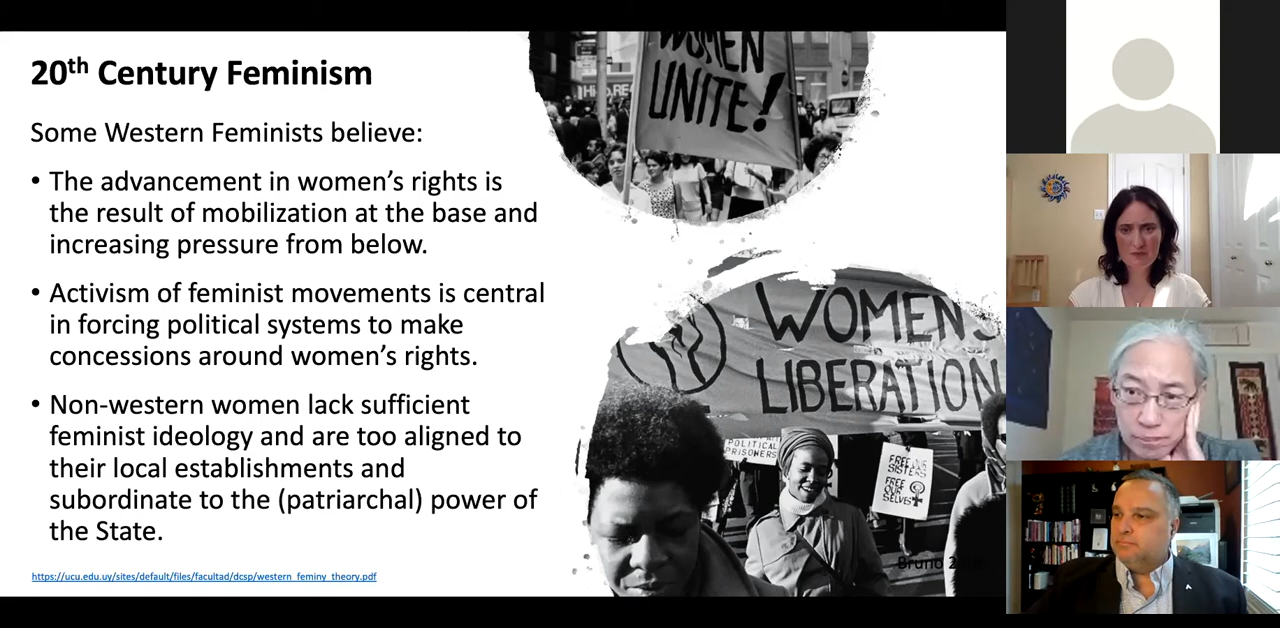 20th Century Feminism
Some Western Feminists believe:
• The advancement in women's rights is
the result of mobilization at the base and
increasing pressure from below.
• Activism of feminist movements is central
in forcing political systems to make
concessions around women's rights.
• Non-western women lack sufficient
feminist ideology and are too aligned to
their local establishments and
subordinate to the (patriarchal) power of
the State.
https://ucu.edu.uy/sites/default/files/facultad/dcsp/western_feminy_theory.pdf
WOMEN
UNITE!
WOMENS
LIBERATION
POLITICAL
PRISONERS
FREE OUR
SISTERS
FREE OUR
SELVES
Bruno